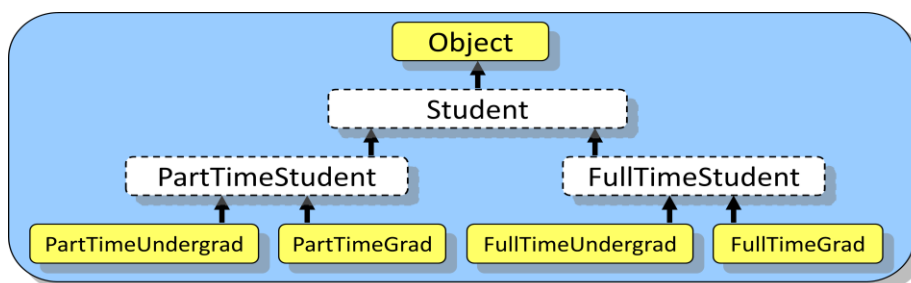 Object
Student
PartTimeStudent
FullTimeStudent
PartTimeUndergrad
PartTimeGrad
FullTimeUndergrad
FullTimeGrad